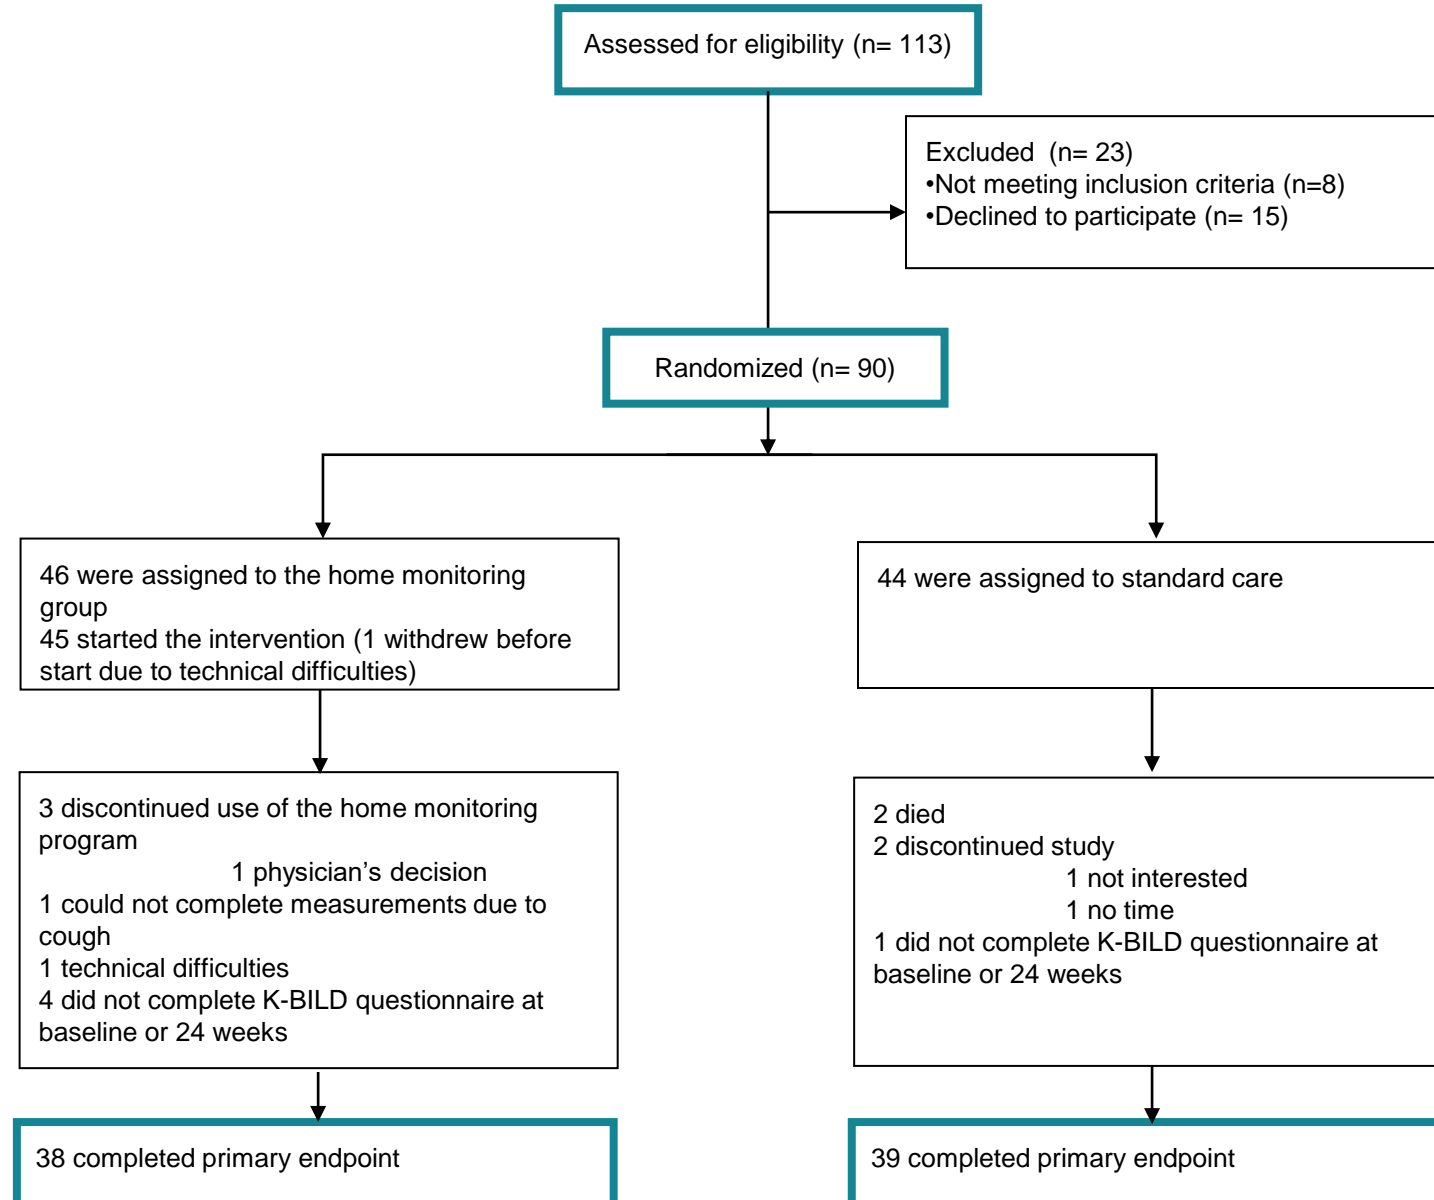 Assessed for eligibility (n= 113)
Excluded  (n= 23)
•Not meeting inclusion criteria (n=8)
•Declined to participate (n= 15)
Randomized (n= 90)
46 were assigned to the home monitoring
group
45 started the intervention (1 withdrew before
start due to technical difficulties)
44 were assigned to standard care
3 discontinued use of the home monitoring
program
1 physician’s decision
1 could not complete measurements due to
cough
1 technical difficulties
4 did not complete K-BILD questionnaire at
baseline or 24 weeks
2 died
2 discontinued study
1 not interested
1 no time
1 did not complete K-BILD questionnaire at
baseline or 24 weeks
38 completed primary endpoint
39 completed primary endpoint